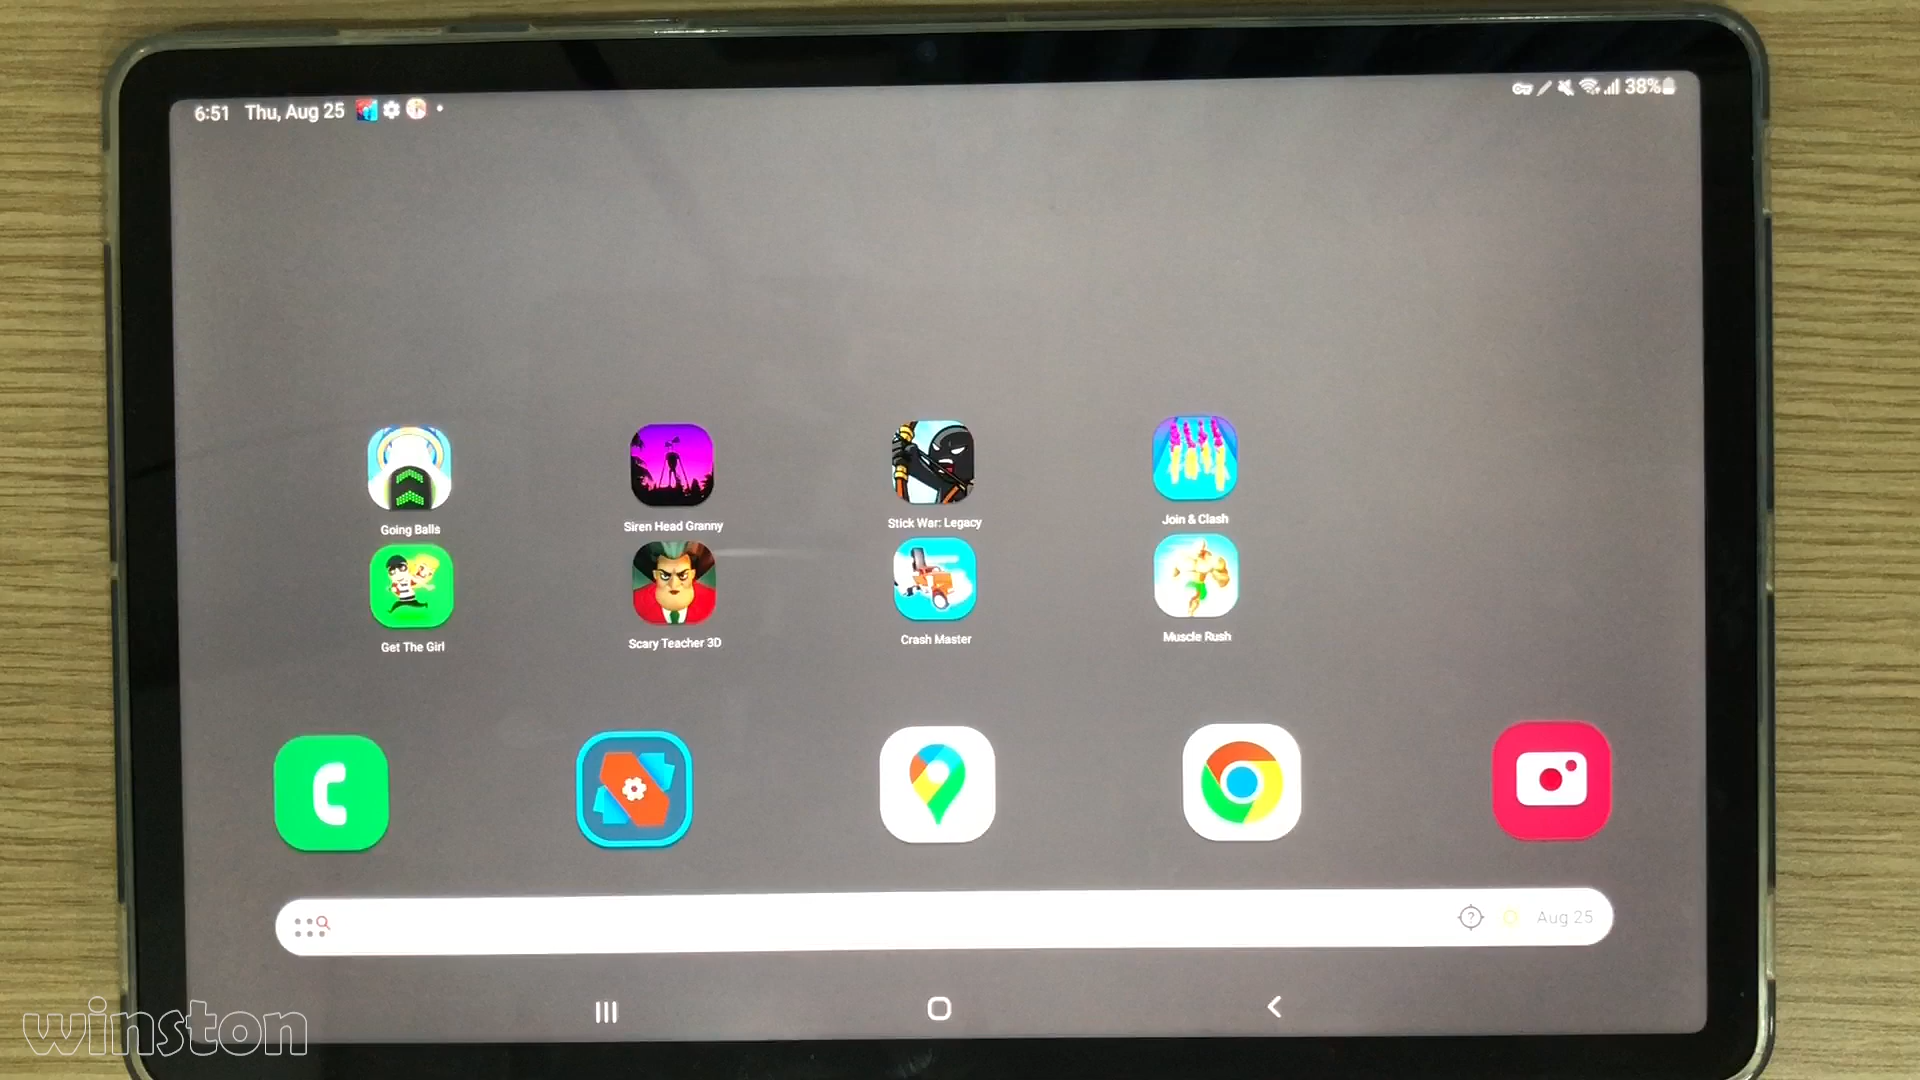 6:51 Thu, Aug 25 38%
Going Balls Siren Head Granny Stick War: Legacy Join & Clash
Get The Girl Scary Teacher 3D Crash Master Muscle Rush
Aug 25
winston